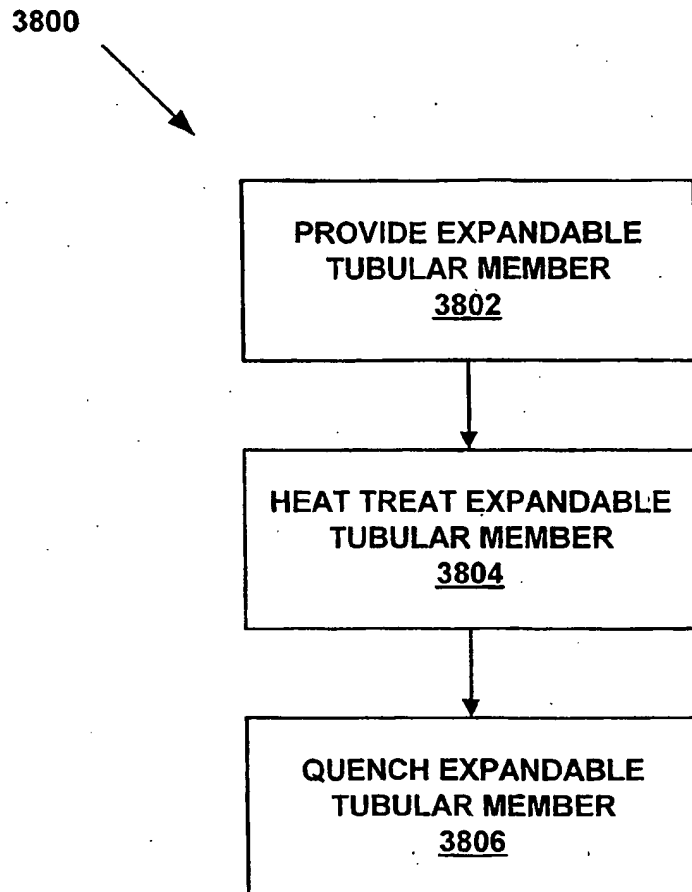 3800
PROVIDE EXPANDABLE
TUBULAR MEMBER
3802
HEAT TREAT EXPANDABLE
TUBULAR MEMBER
3804
QUENCH EXPANDABLE
TUBULAR MEMBER
3806